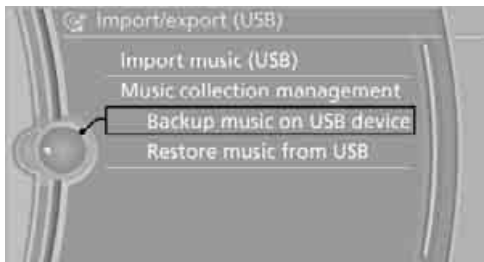 Import/export (USB)
Import music (USB)
Music collection management
Backup music on USB device
Restore music from USB